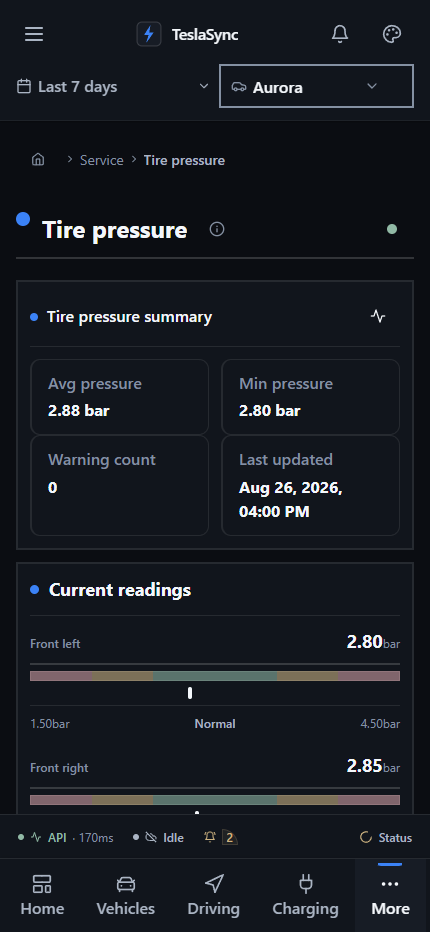 TeslaSync
Last 7 days
Aurora
Service
Tire pressure
Tire pressure
Tire pressure summary
Avg pressure
2.88 bar
Min pressure
2.80 bar
Warning count
0
Last updated
Aug 26, 2026,
04:00 PM
Current readings
Front left
2.80bar
1.50bar
Normal
4.50bar
Front right
2.85bar
API · 170ms
Idle
2
Status
Home
Vehicles
Driving
Charging
More